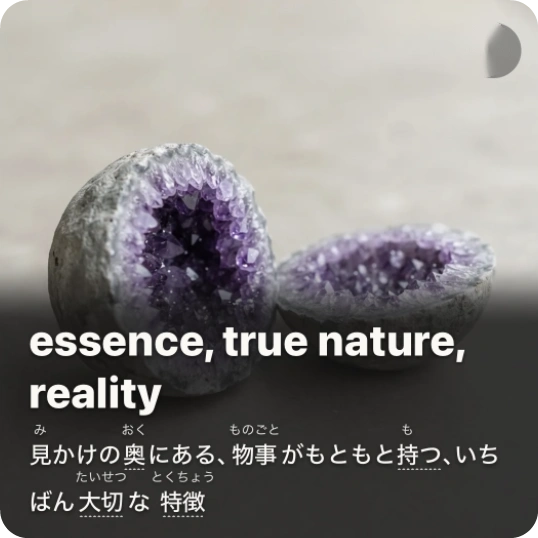 essence, true nature,
reality
み おく ものごと も
見かけの奥にある、物事がもともと持つ、いち
たいせつ とくちょう
ばん大切な特徴